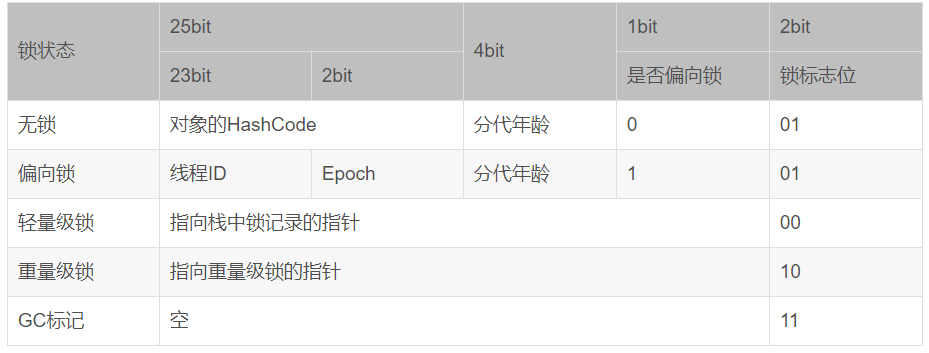 锁状态 25bit 4bit 1bit 2bit
23bit 2bit 是否偏向锁 锁标志位
无锁 对象的HashCode 分代年龄 0 01
偏向锁 线程ID Epoch 分代年龄 1 01
轻量级锁 指向栈中锁记录的指针 00
重量级锁 指向重量级锁的指针 10
GC标记 空 11